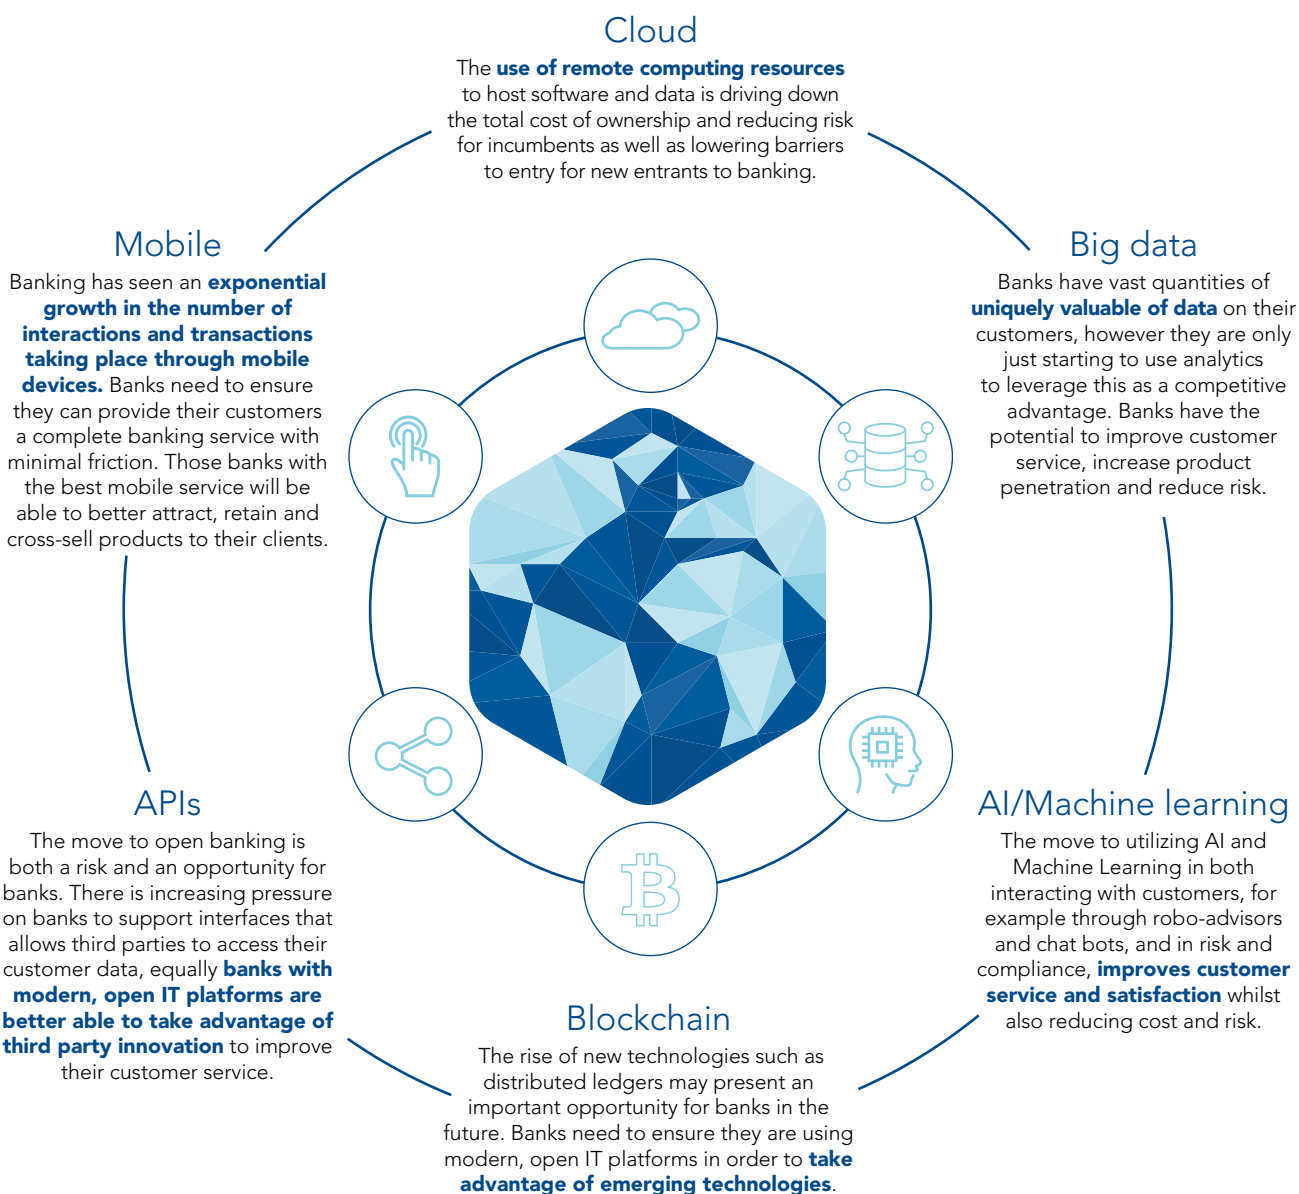 Cloud
The use of remote computing resources
to host software and data is driving down
the total cost of ownership and reducing risk
for incumbents as well as lowering barriers
to entry for new entrants to banking.
Mobile
Banking has seen an exponential
growth in the number of
interactions and transactions
taking place through mobile
devices. Banks need to ensure
they can provide their customers
a complete banking service with
minimal friction. Those banks with
the best mobile service will be
able to better attract, retain and
cross-sell products to their clients.
Big data
Banks have vast quantities of
uniquely valuable of data on their
customers, however they are only
just starting to use analytics
to leverage this as a competitive
advantage. Banks have the
potential to improve customer
service, increase product
penetration and reduce risk.
APIs
The move to open banking is
both a risk and an opportunity for
banks. There is increasing pressure
on banks to support interfaces that
allows third parties to access their
customer data, equally banks with
modern, open IT platforms are
better able to take advantage of
third party innovation to improve
their customer service.
AI/Machine learning
The move to utilizing AI and
Machine Learning in both
interacting with customers, for
example through robo-advisors
and chat bots, and in risk and
compliance, improves customer
service and satisfaction whilst
also reducing cost and risk.
Blockchain
The rise of new technologies such as
distributed ledgers may present an
important opportunity for banks in the
future. Banks need to ensure they are using
modern, open IT platforms in order to take
advantage of emerging technologies.